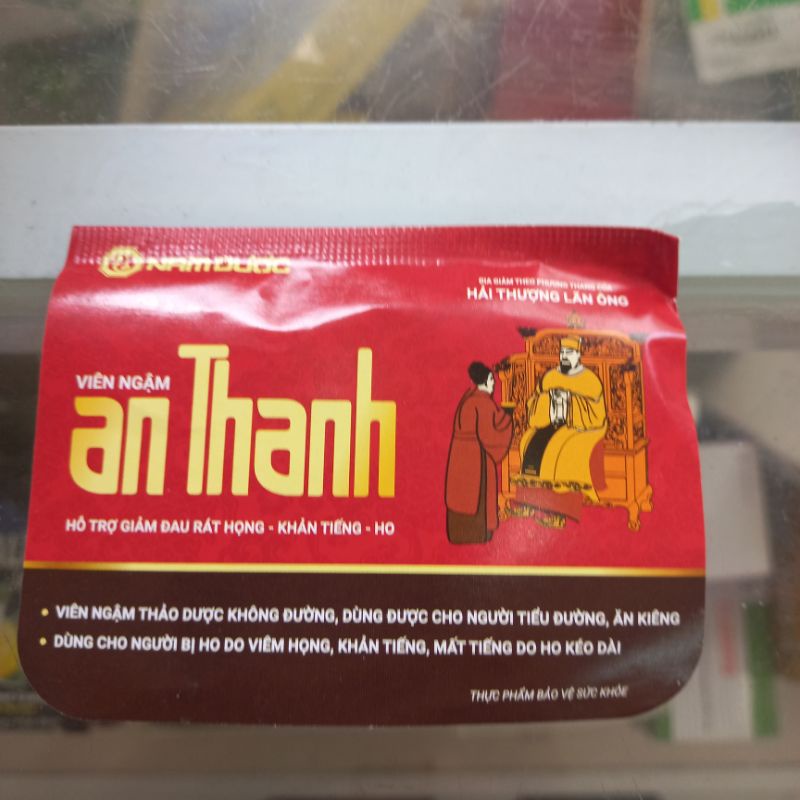 NAM DƯỢC
GIA GIẢM THEO PHƯƠNG THANG CỦA
HẢI THƯỢNG LÃN ÔNG
VIÊN NGẬM
an Thanh
HỖ TRỢ GIẢM ĐAU RÁT HỌNG - KHẢN TIẾNG - HO
• VIÊN NGẬM THẢO DƯỢC KHÔNG ĐƯỜNG, DÙNG ĐƯỢC CHO NGƯỜI TIỂU ĐƯỜNG, ĂN KIÊNG
• DÙNG CHO NGƯỜI BỊ HO DO VIÊM HỌNG, KHẢN TIẾNG, MẤT TIẾNG DO HO KÉO DÀI
THỰC PHẨM BẢO VỆ SỨC KHỎE